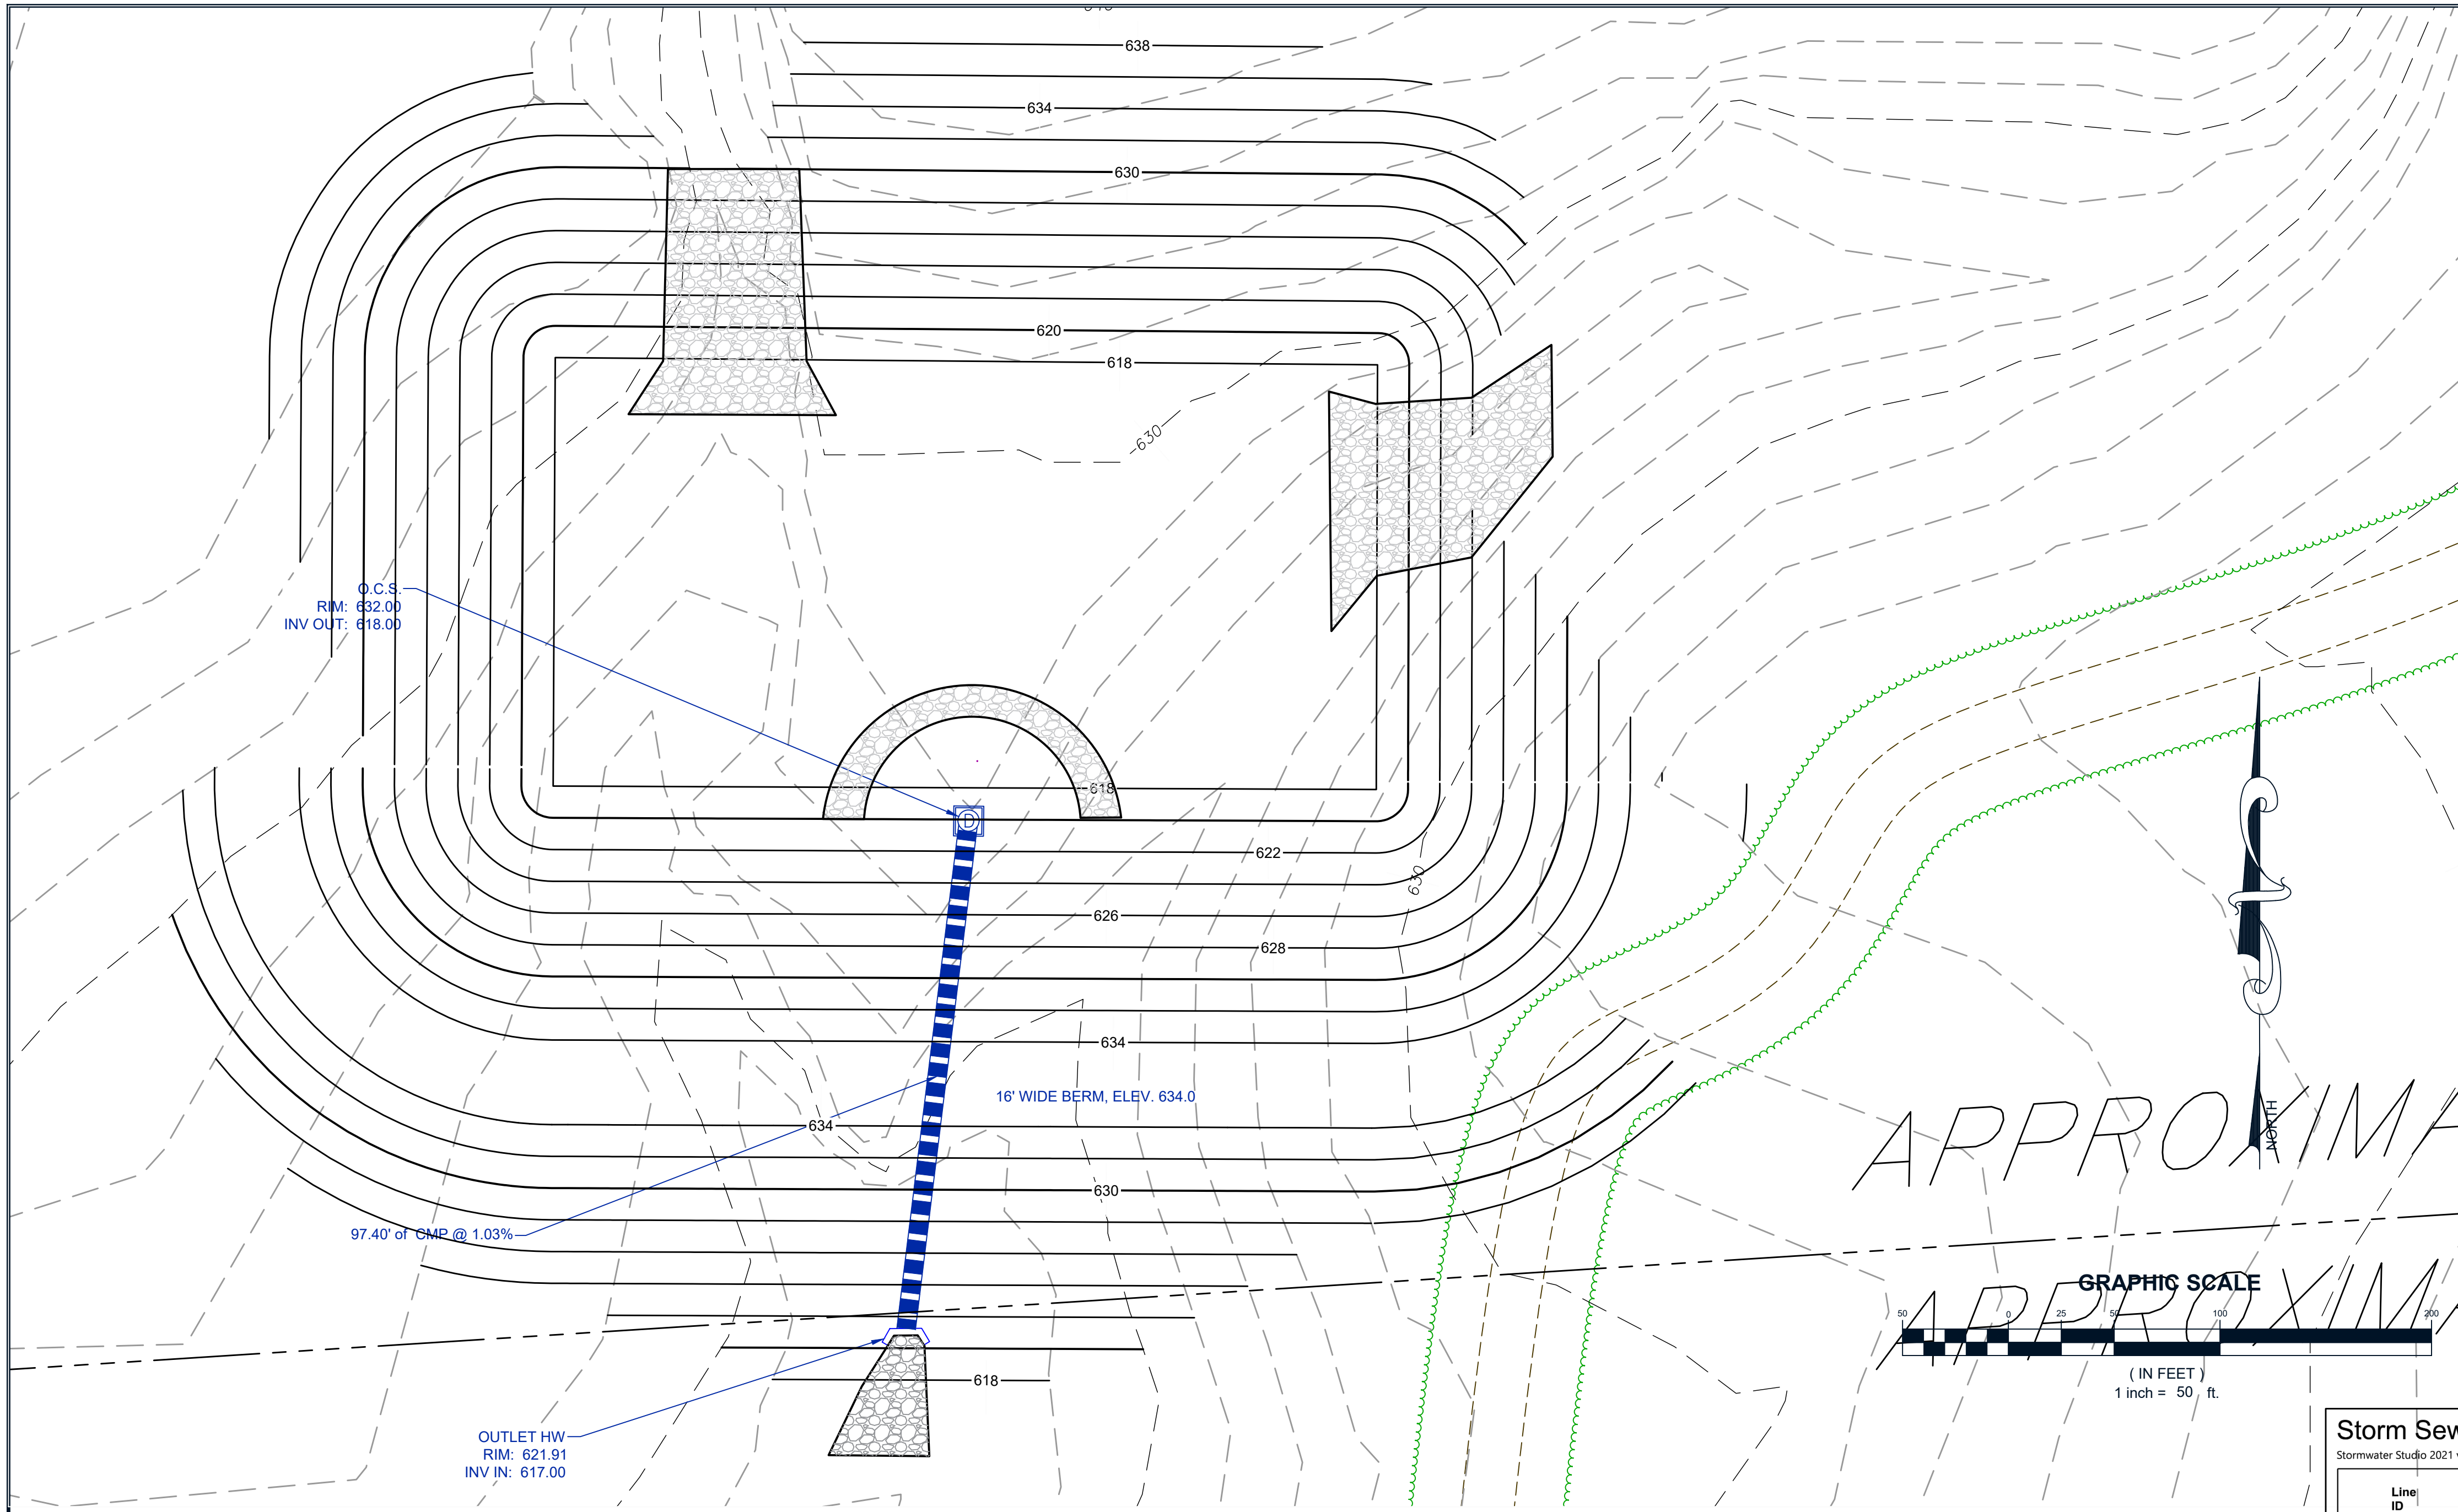 638
634
630
620
618
630
O.C.S.
RIM: 632.00
INV OUT: 618.00
618
D
622
630
626
628
634
16' WIDE BERM, ELEV. 634.0
634
NORTH
630
97.40' of CMP @ 1.03%
GRAPHIC SCALE
50 0 25 50 100 200
( IN FEET )
1 inch = 50 ft.
618
OUTLET HW
RIM: 621.91
INV IN: 617.00
Stormwater Studio 2021
Line
ID